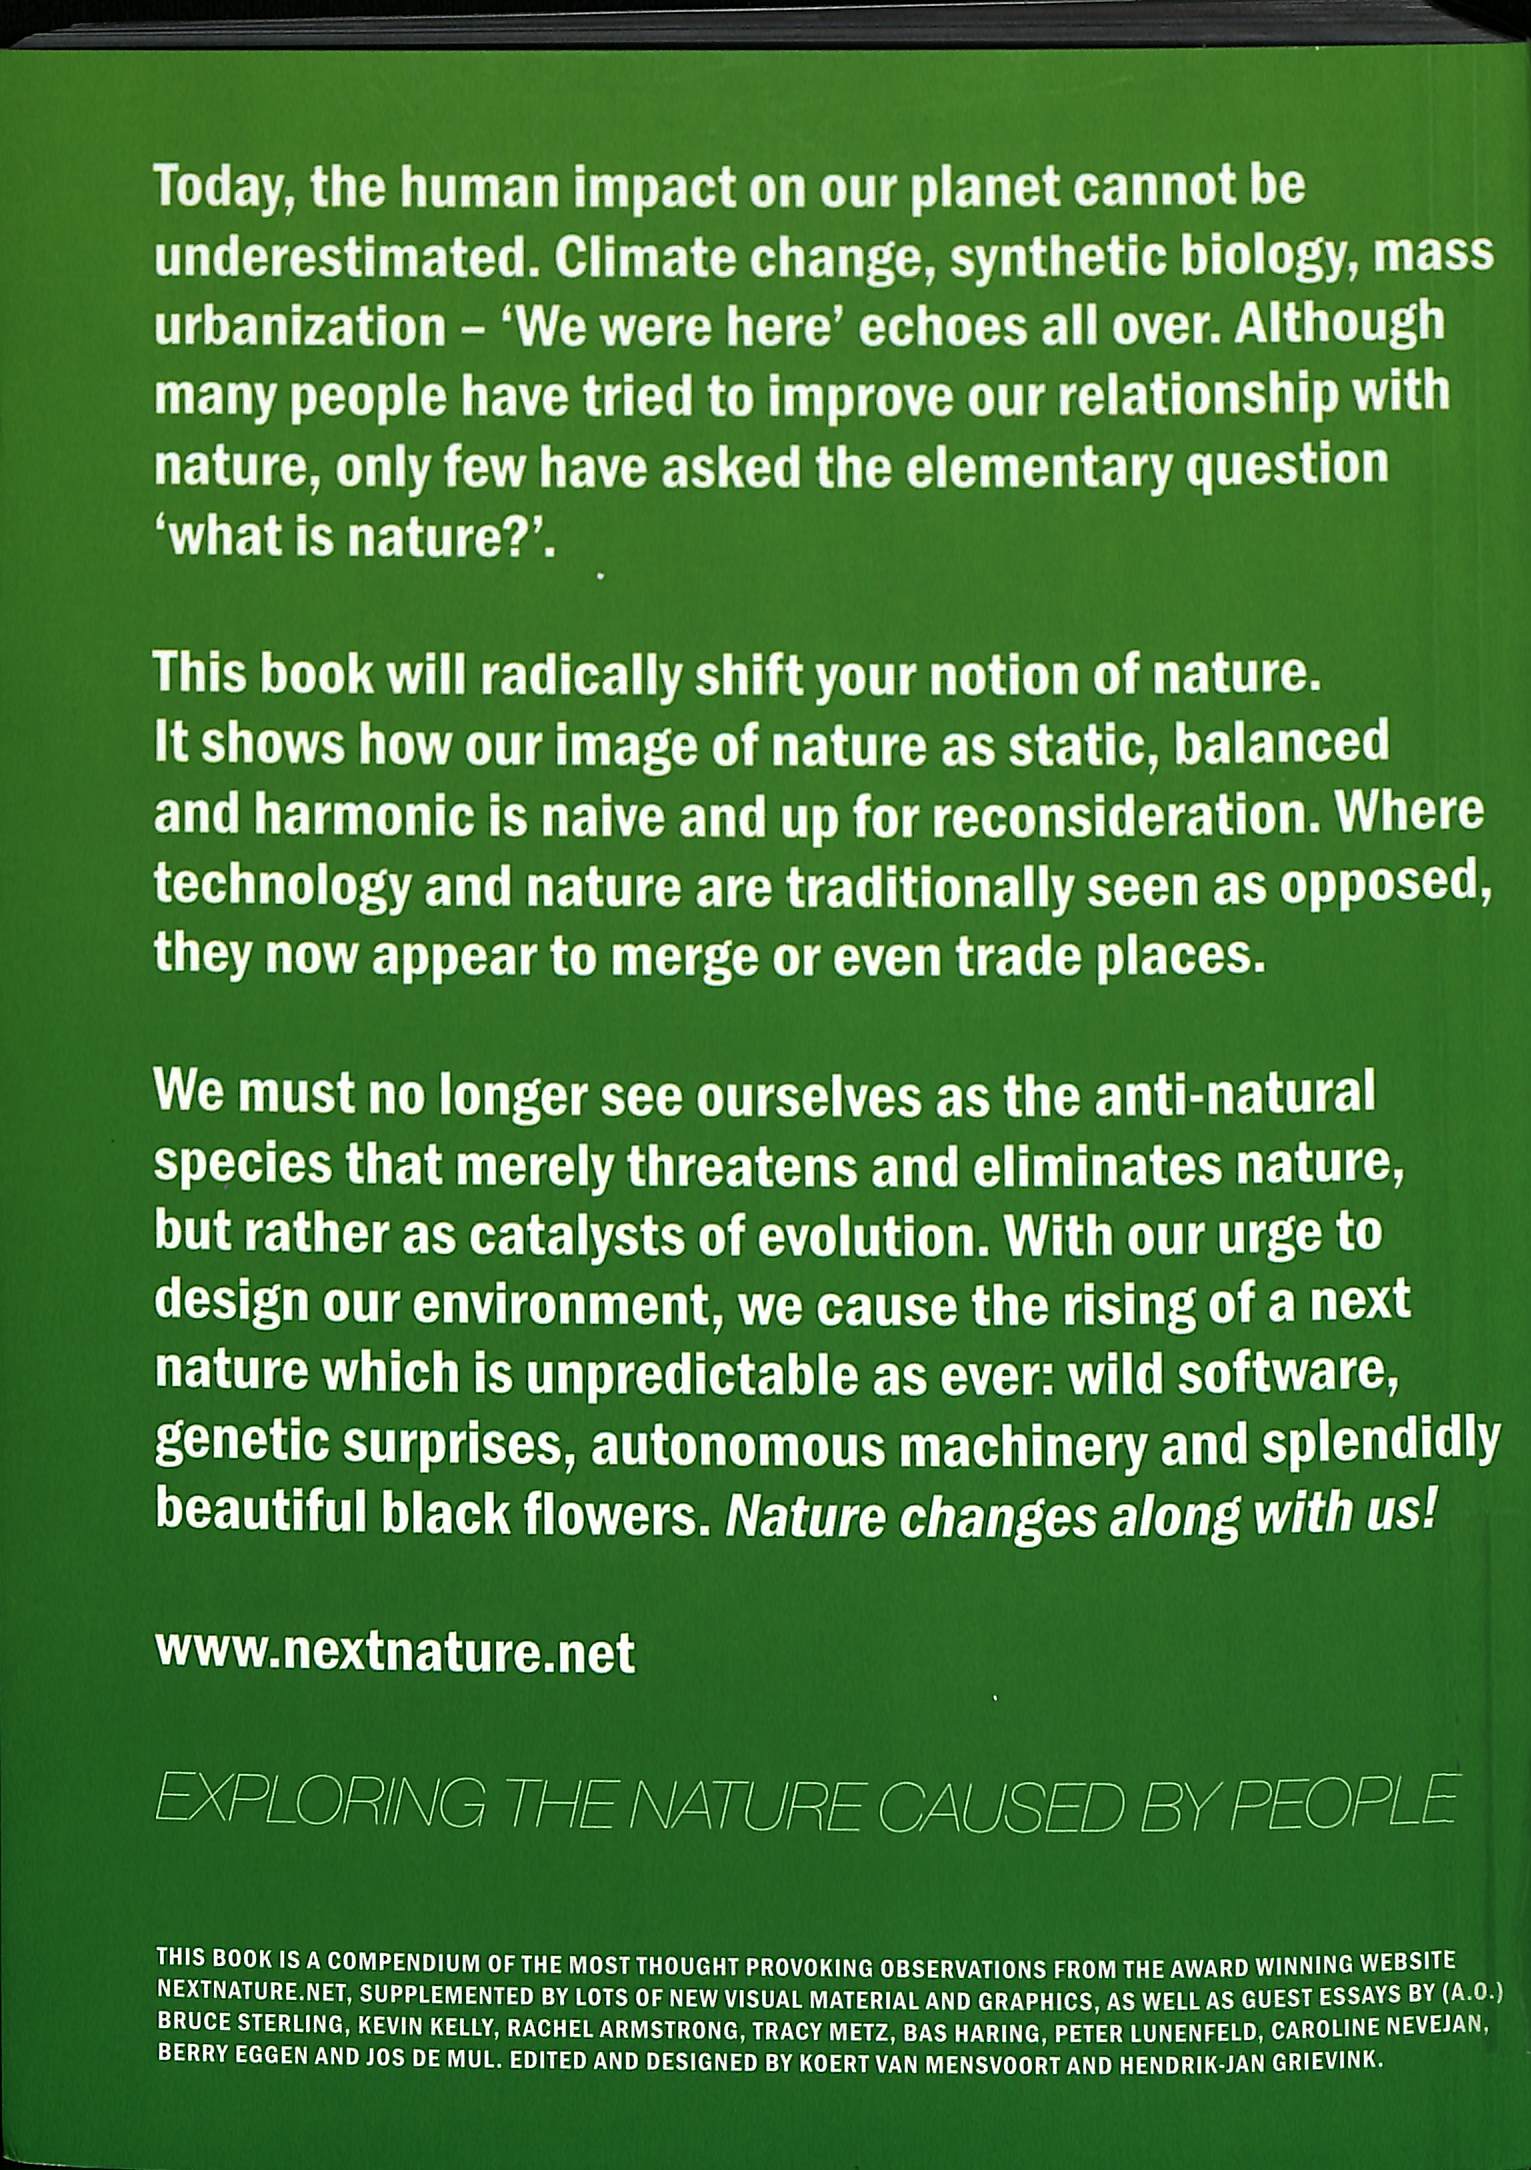 Today, the human impact on our planet cannot be
underestimated. Climate change, synthetic biology, mass
urbanization – ‘We were here’ echoes all over. Although
many people have tried to improve our relationship with
nature, only few have asked the elementary question
‘what is nature?’.
This book will radically shift your notion of nature.
It shows how our image of nature as static, balanced
and harmonic is naive and up for reconsideration. Where
technology and nature are traditionally seen as opposed,
they now appear to merge or even trade places.
We must no longer see ourselves as the anti-natural
species that merely threatens and eliminates nature,
but rather as catalysts of evolution. With our urge to
design our environment, we cause the rising of a next
nature which is unpredictable as ever: wild software,
genetic surprises, autonomous machinery and splendidly
beautiful black flowers. Nature changes along with us!
www.nextnature.net
EXPLORING THE NATURE CAUSED BY PEOPLE
THIS BOOK IS A COMPENDIUM OF THE MOST THOUGHT PROVOKING OBSERVATIONS FROM THE AWARD WINNING WEBSITE
NEXTNATURE.NET, SUPPLEMENTED BY LOTS OF NEW VISUAL MATERIAL AND GRAPHICS, AS WELL AS GUEST ESSAYS BY (A.O.)
BRUCE STERLING, KEVIN KELLY, RACHEL ARMSTRONG, TRACY METZ, BAS HARING, PETER LUNENFELD, CAROLINE NEVEJAN,
BERRY EGGEN AND JOS DE MUL. EDITED AND DESIGNED BY KOERT VAN MENSVOORT AND HENDRIK-JAN GRIEVINK.